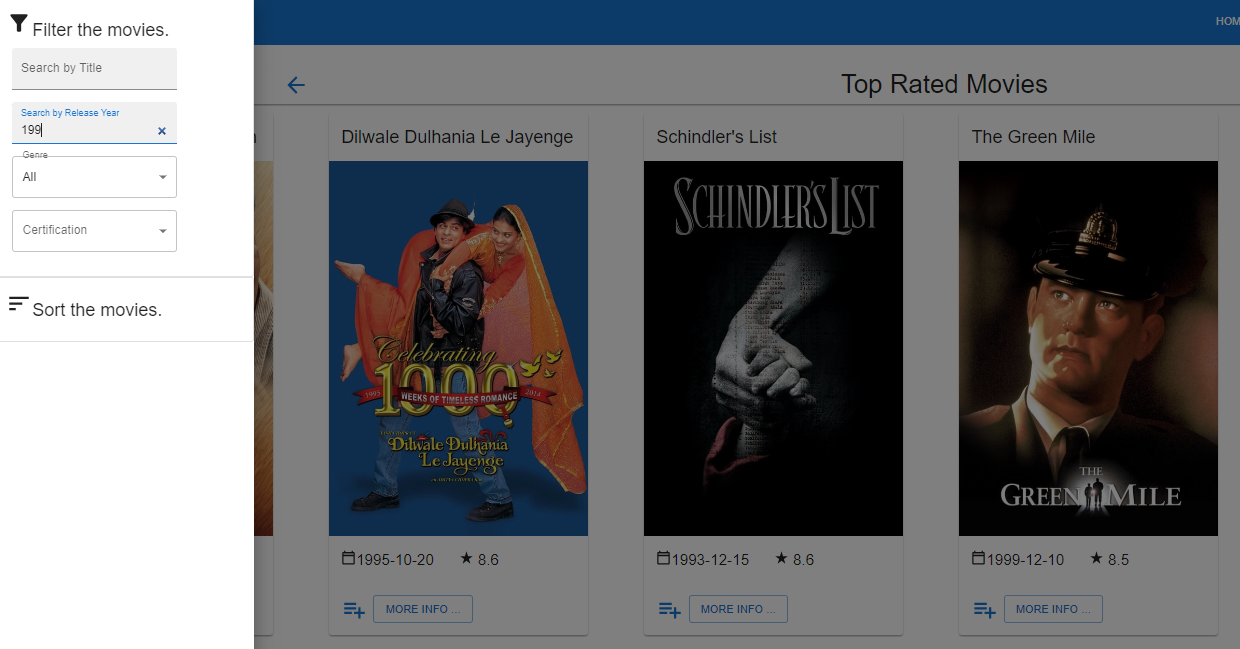 Filter the movies.
Search by Title
Search by Release Year
199
Genre
All
Certification
Sort the movies.
HOM
Top Rated Movies
Dilwale Dulhania Le Jayenge
Celebrating
1000
1995 WEEKS OF TIMELESS ROMANCE 2014
Dilwale Dulhania
Le Jayenge
1995-10-20 8.6
MORE INFO ...
Schindler's List
SCHINDLER'S LIST
1993-12-15 8.6
MORE INFO ...
The Green Mile
THE
GREEN MILE
1999-12-10 8.5
MORE INFO ...